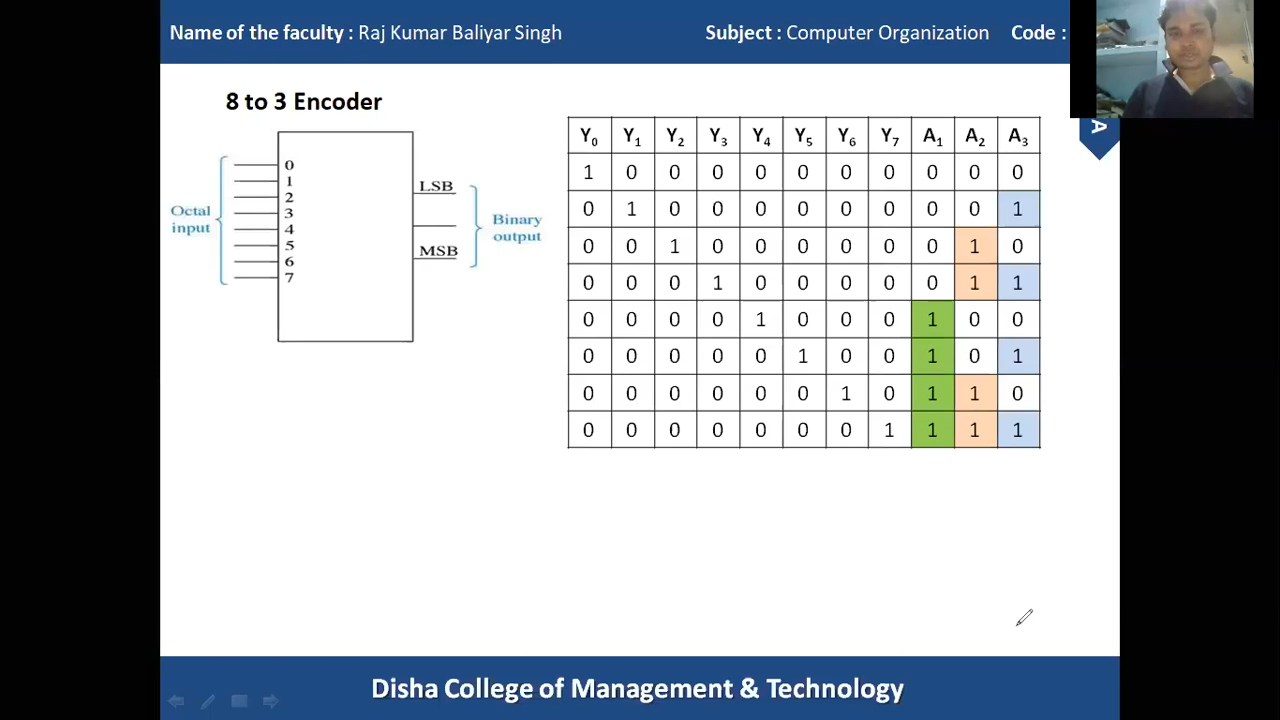 Name of the faculty : Raj Kumar Baliyar Singh Subject : Computer Organization Code :
A
8 to 3 Encoder
Octal input
0
1
2
3
4
5
6
7
LSB
MSB
Binary output
Y0 Y1 Y2 Y3 Y4 Y5 Y6 Y7 A1 A2 A3
1 0 0 0 0 0 0 0 0 0 0
0 1 0 0 0 0 0 0 0 0 1
0 0 1 0 0 0 0 0 0 1 0
0 0 0 1 0 0 0 0 0 1 1
0 0 0 0 1 0 0 0 1 0 0
0 0 0 0 0 1 0 0 1 0 1
0 0 0 0 0 0 1 0 1 1 0
0 0 0 0 0 0 0 1 1 1 1
Disha College of Management & Technology